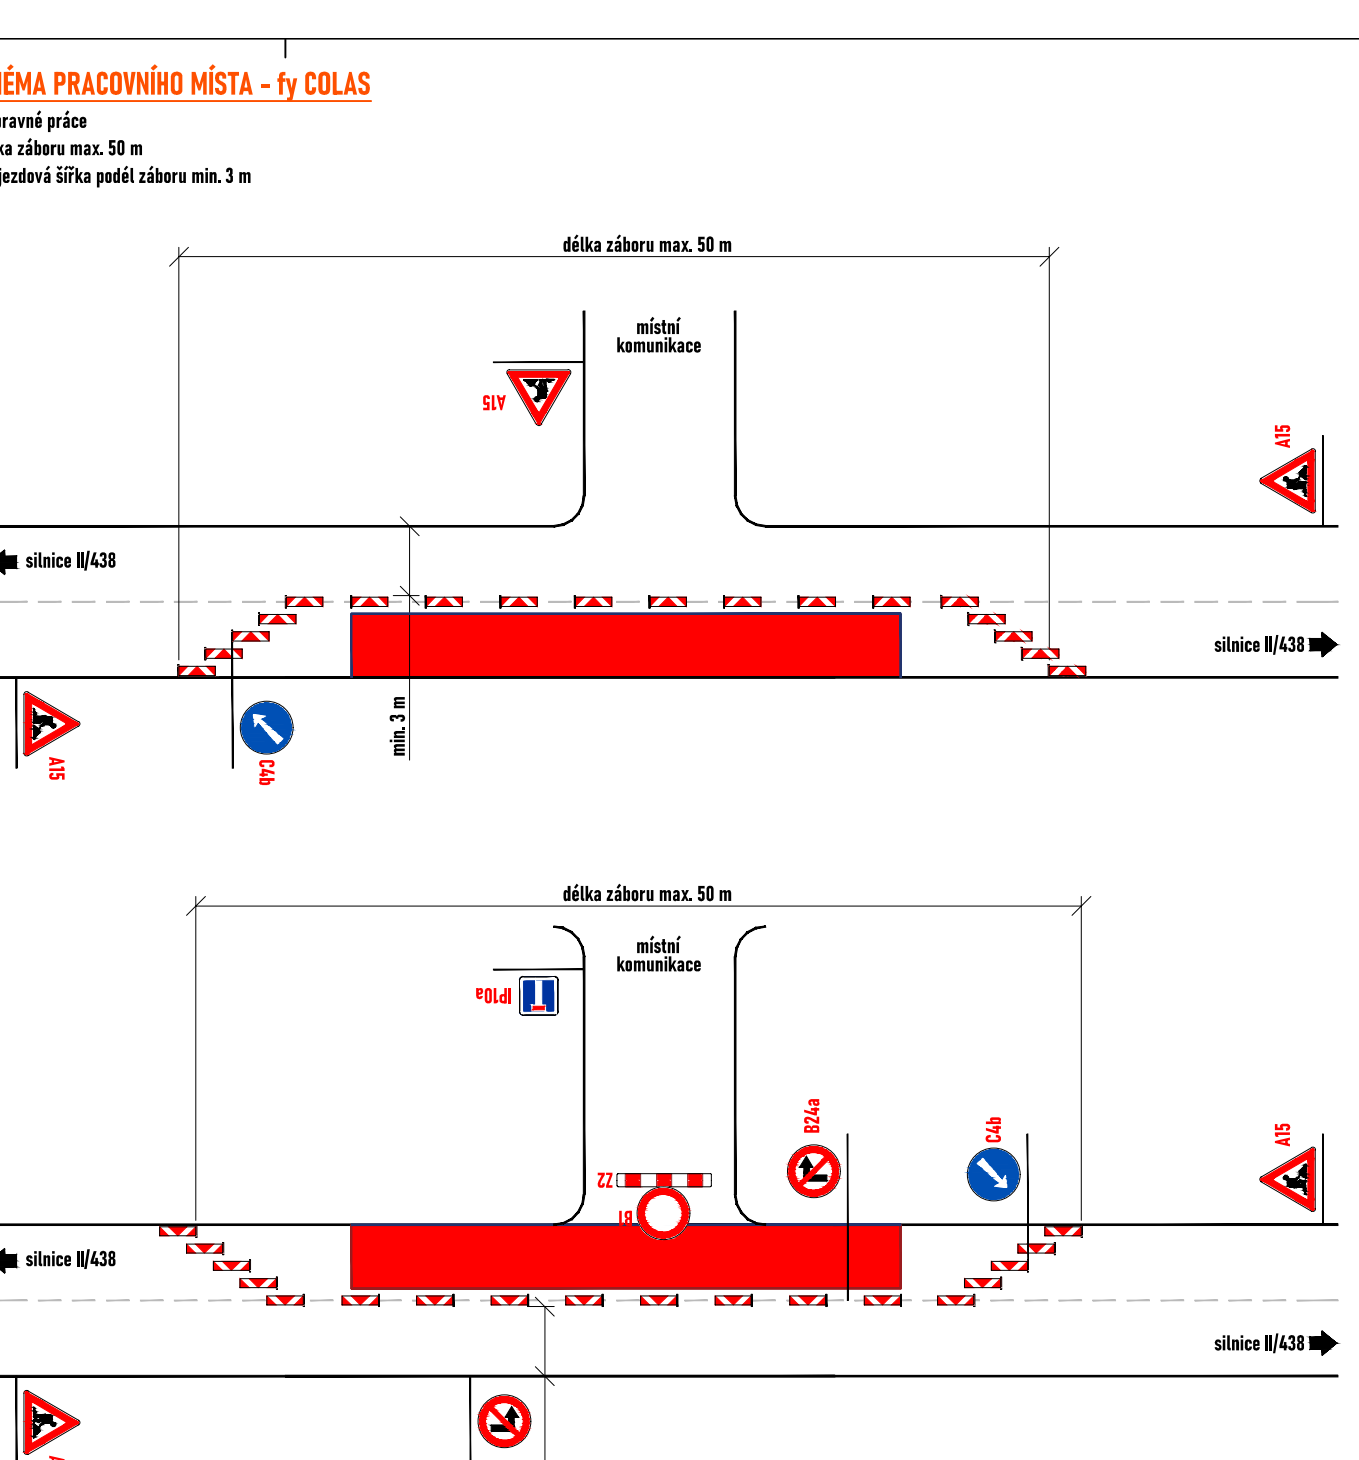 HÉMA PRACOVNÍHO MÍSTA - fy COLAS
pravné práce
ka záboru max. 50 m
jezdová šířka podél záboru min. 3 m
délka záboru max. 50 m
místní
komunikace
A15
A15
silnice II/438
silnice II/438
min. 3 m
A15
C4b
délka záboru max. 50 m
místní
komunikace
IP10a
B24a
C4b
A15
Z2
B1
silnice II/438
silnice II/438